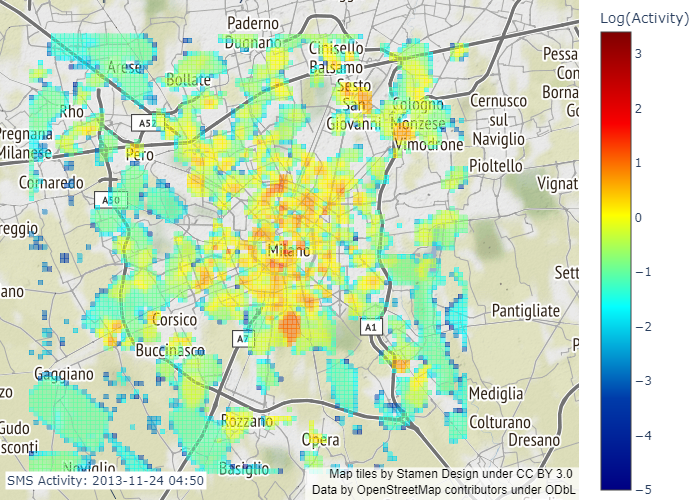 Log(Activity)
3
2
1
0
−1
−2
−3
−4
−5
Paderno
Dugnano
Cinisello
Balsamo
Arese
Bollate
Sesto
San
Giovanni
Cologno
Monzese
Cernusco
sul
Naviglio
Pessa
Con
Borna
Go
Rho
A52
Pregnana
Milanese
Pero
Vimodrone
Pioltello
Cornaredo
Vignat
A50
reggio
Milano
Sett
ano
Pantigliate
Corsico
A7
A1
Buccinasco
P
Gaggiano
zo
Mediglia
Rozzano
Colturano
Gudo
sconti
Opera
Dresano
Noviglio
Basiglio
SMS Activity: 2013-11-24 04:50
Map tiles by Stamen Design under CC BY 3.0
Data by OpenStreetMap contributors under ODbL